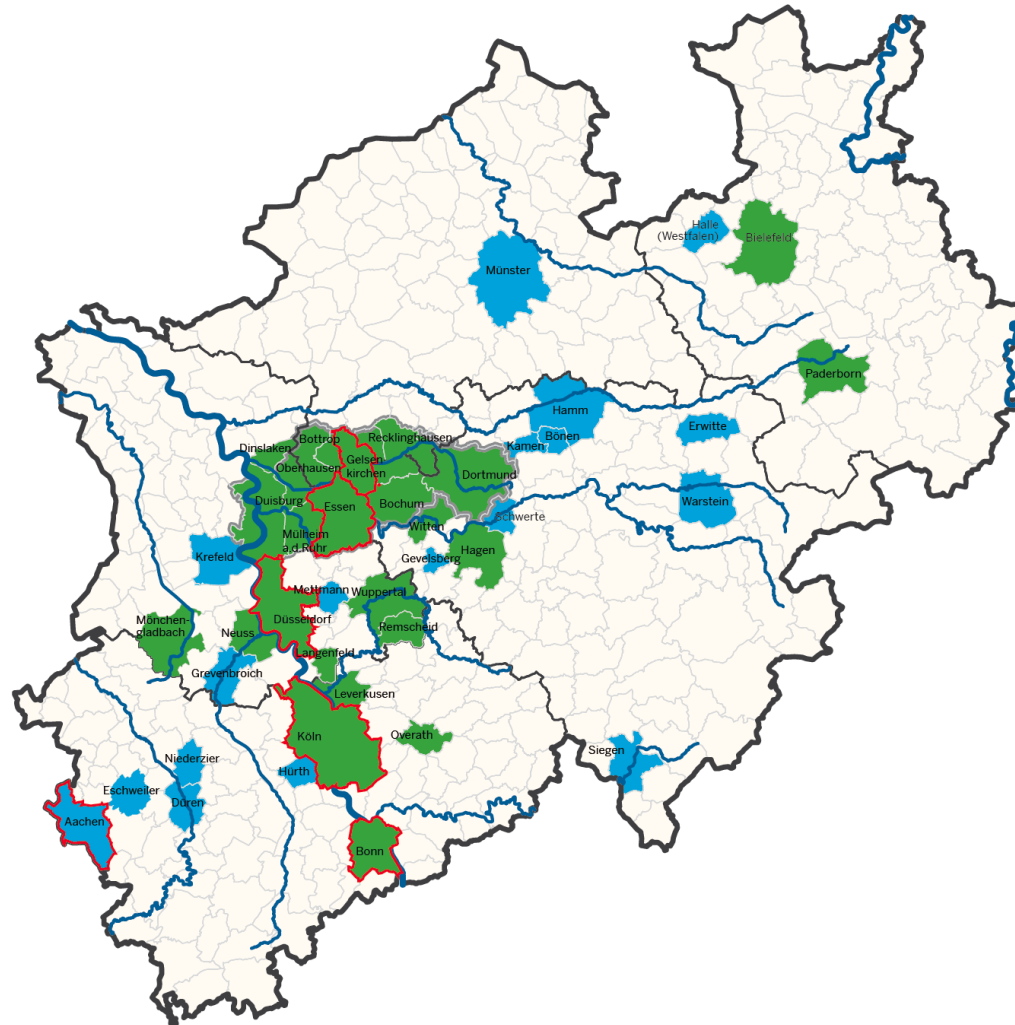 Halle
(Westfalen)
Bielefeld
Münster
Paderborn
Hamm
Erwitte
Bönen
Kamen
Recklinghausen
Bottrop
Dinslaken
Gelsen
kirchen
Oberhausen
Dortmund
Duisburg
Essen
Bochum
Warstein
Schwerte
Witten
Mülheim
a.d.Ruhr
Hagen
Krefeld
Gevelsberg
Mettmann
Wuppertal
Mönchen-
gladbach
Düsseldorf
Remscheid
Neuss
Langenfeld
Grevenbroich
Leverkusen
Köln
Overath
Siegen
Niederzier
Hürth
Eschweiler
Düren
Aachen
Bonn